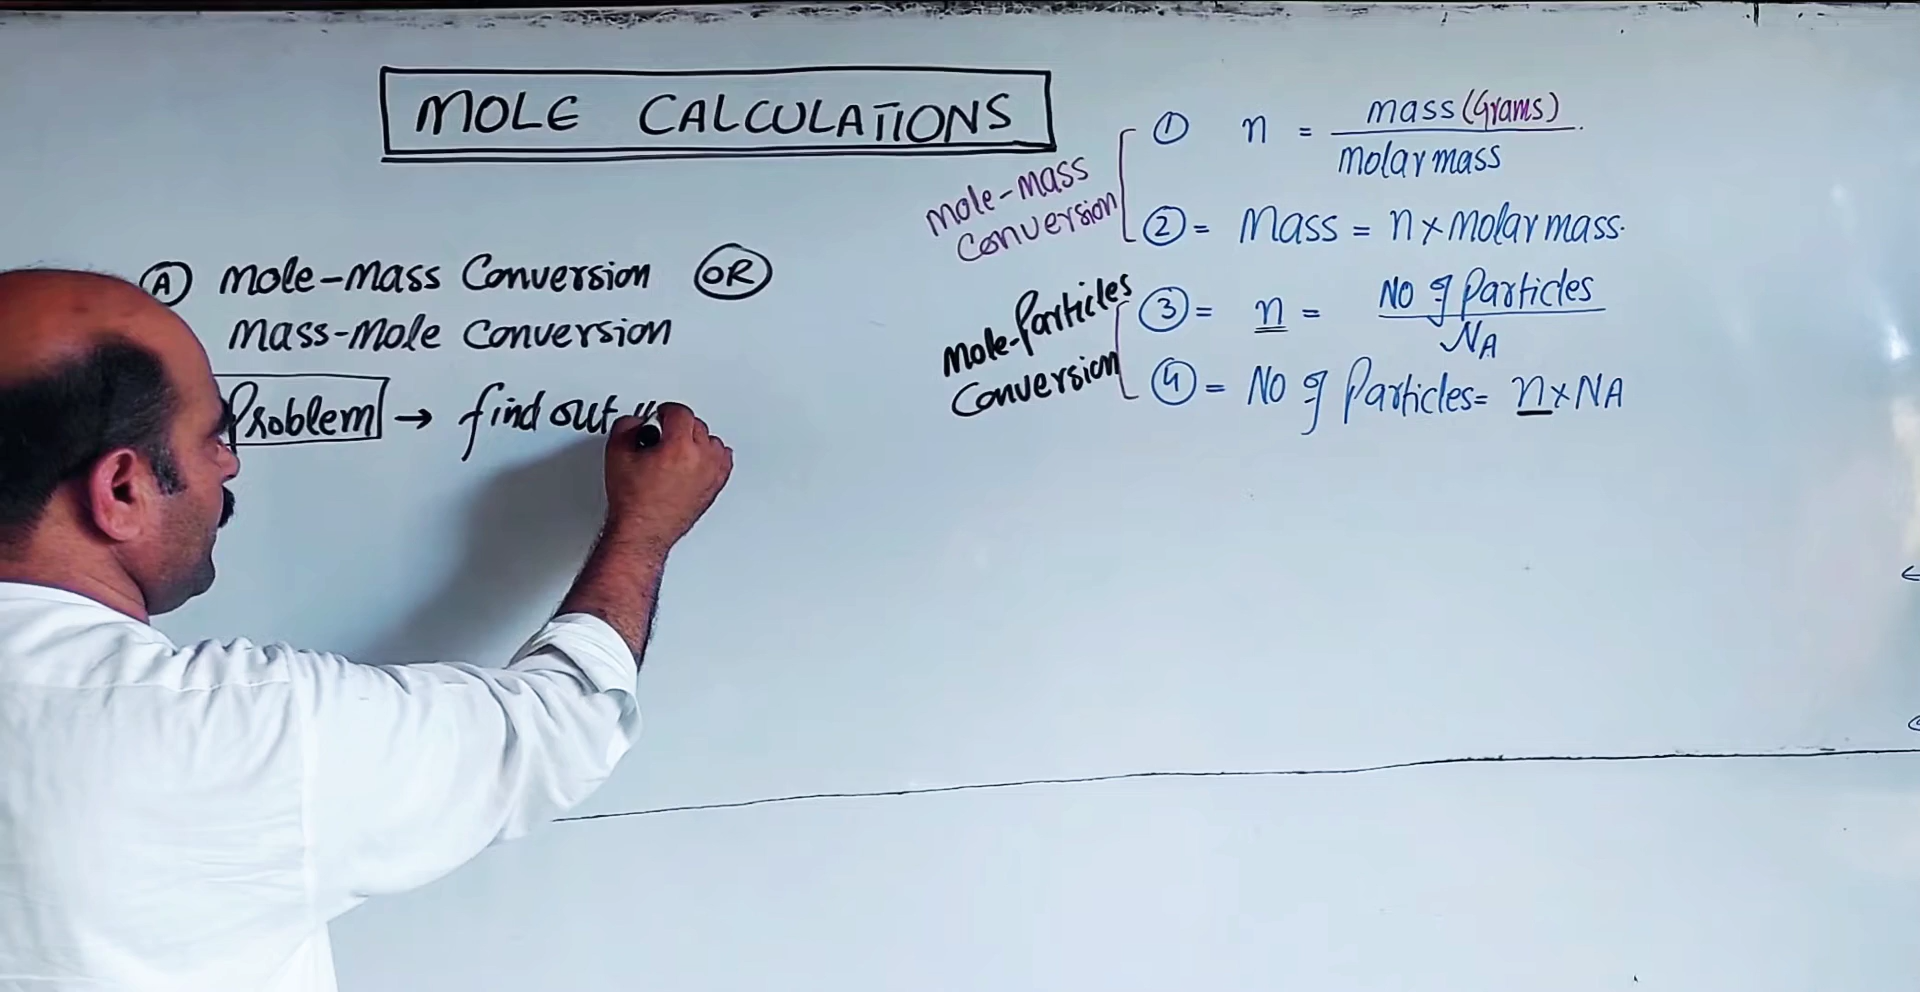 MOLE CALCULATIONS
(A) Mole-Mass Conversion (OR)
Mass-Mole Conversion
Problem → find out
Mole-Mass
Conversion
① n = Mass (Grams) / Molar mass
② = Mass = n × Molar mass.
Mole-Particles
Conversion
③ = n = No of Particles / NA
④ = No of Particles = n × NA